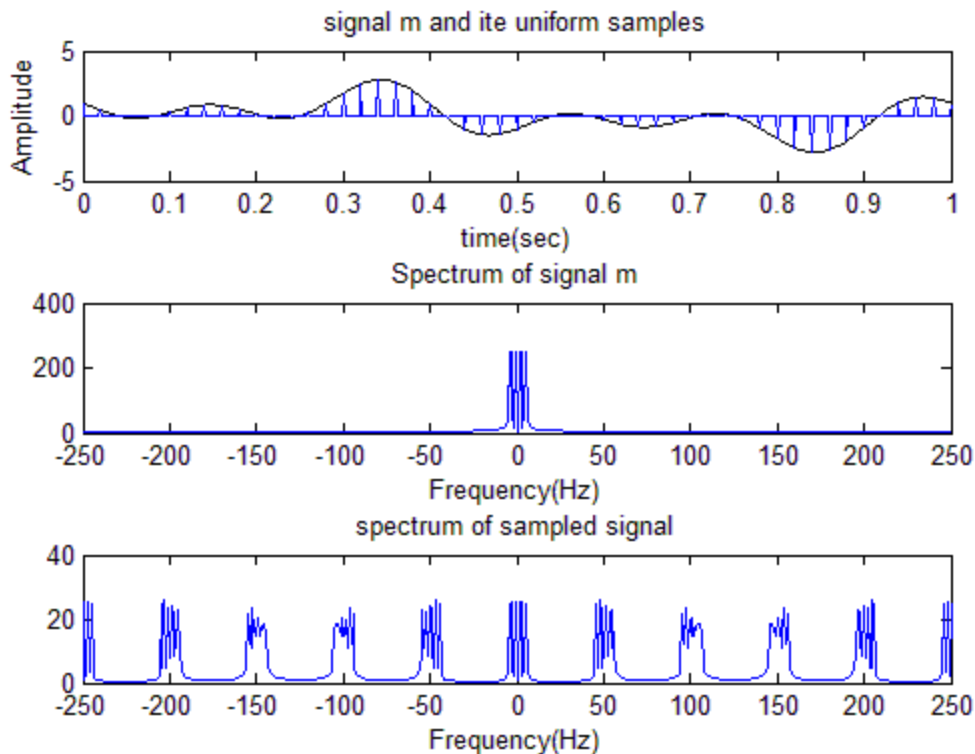 signal m and ite uniform samples
5
0
-5
Amplitude
0 0.1 0.2 0.3 0.4 0.5 0.6 0.7 0.8 0.9 1
time(sec)
Spectrum of signal m
400
200
0
-250 -200 -150 -100 -50 0 50 100 150 200 250
Frequency(Hz)
spectrum of sampled signal
40
20
0
-250 -200 -150 -100 -50 0 50 100 150 200 250
Frequency(Hz)